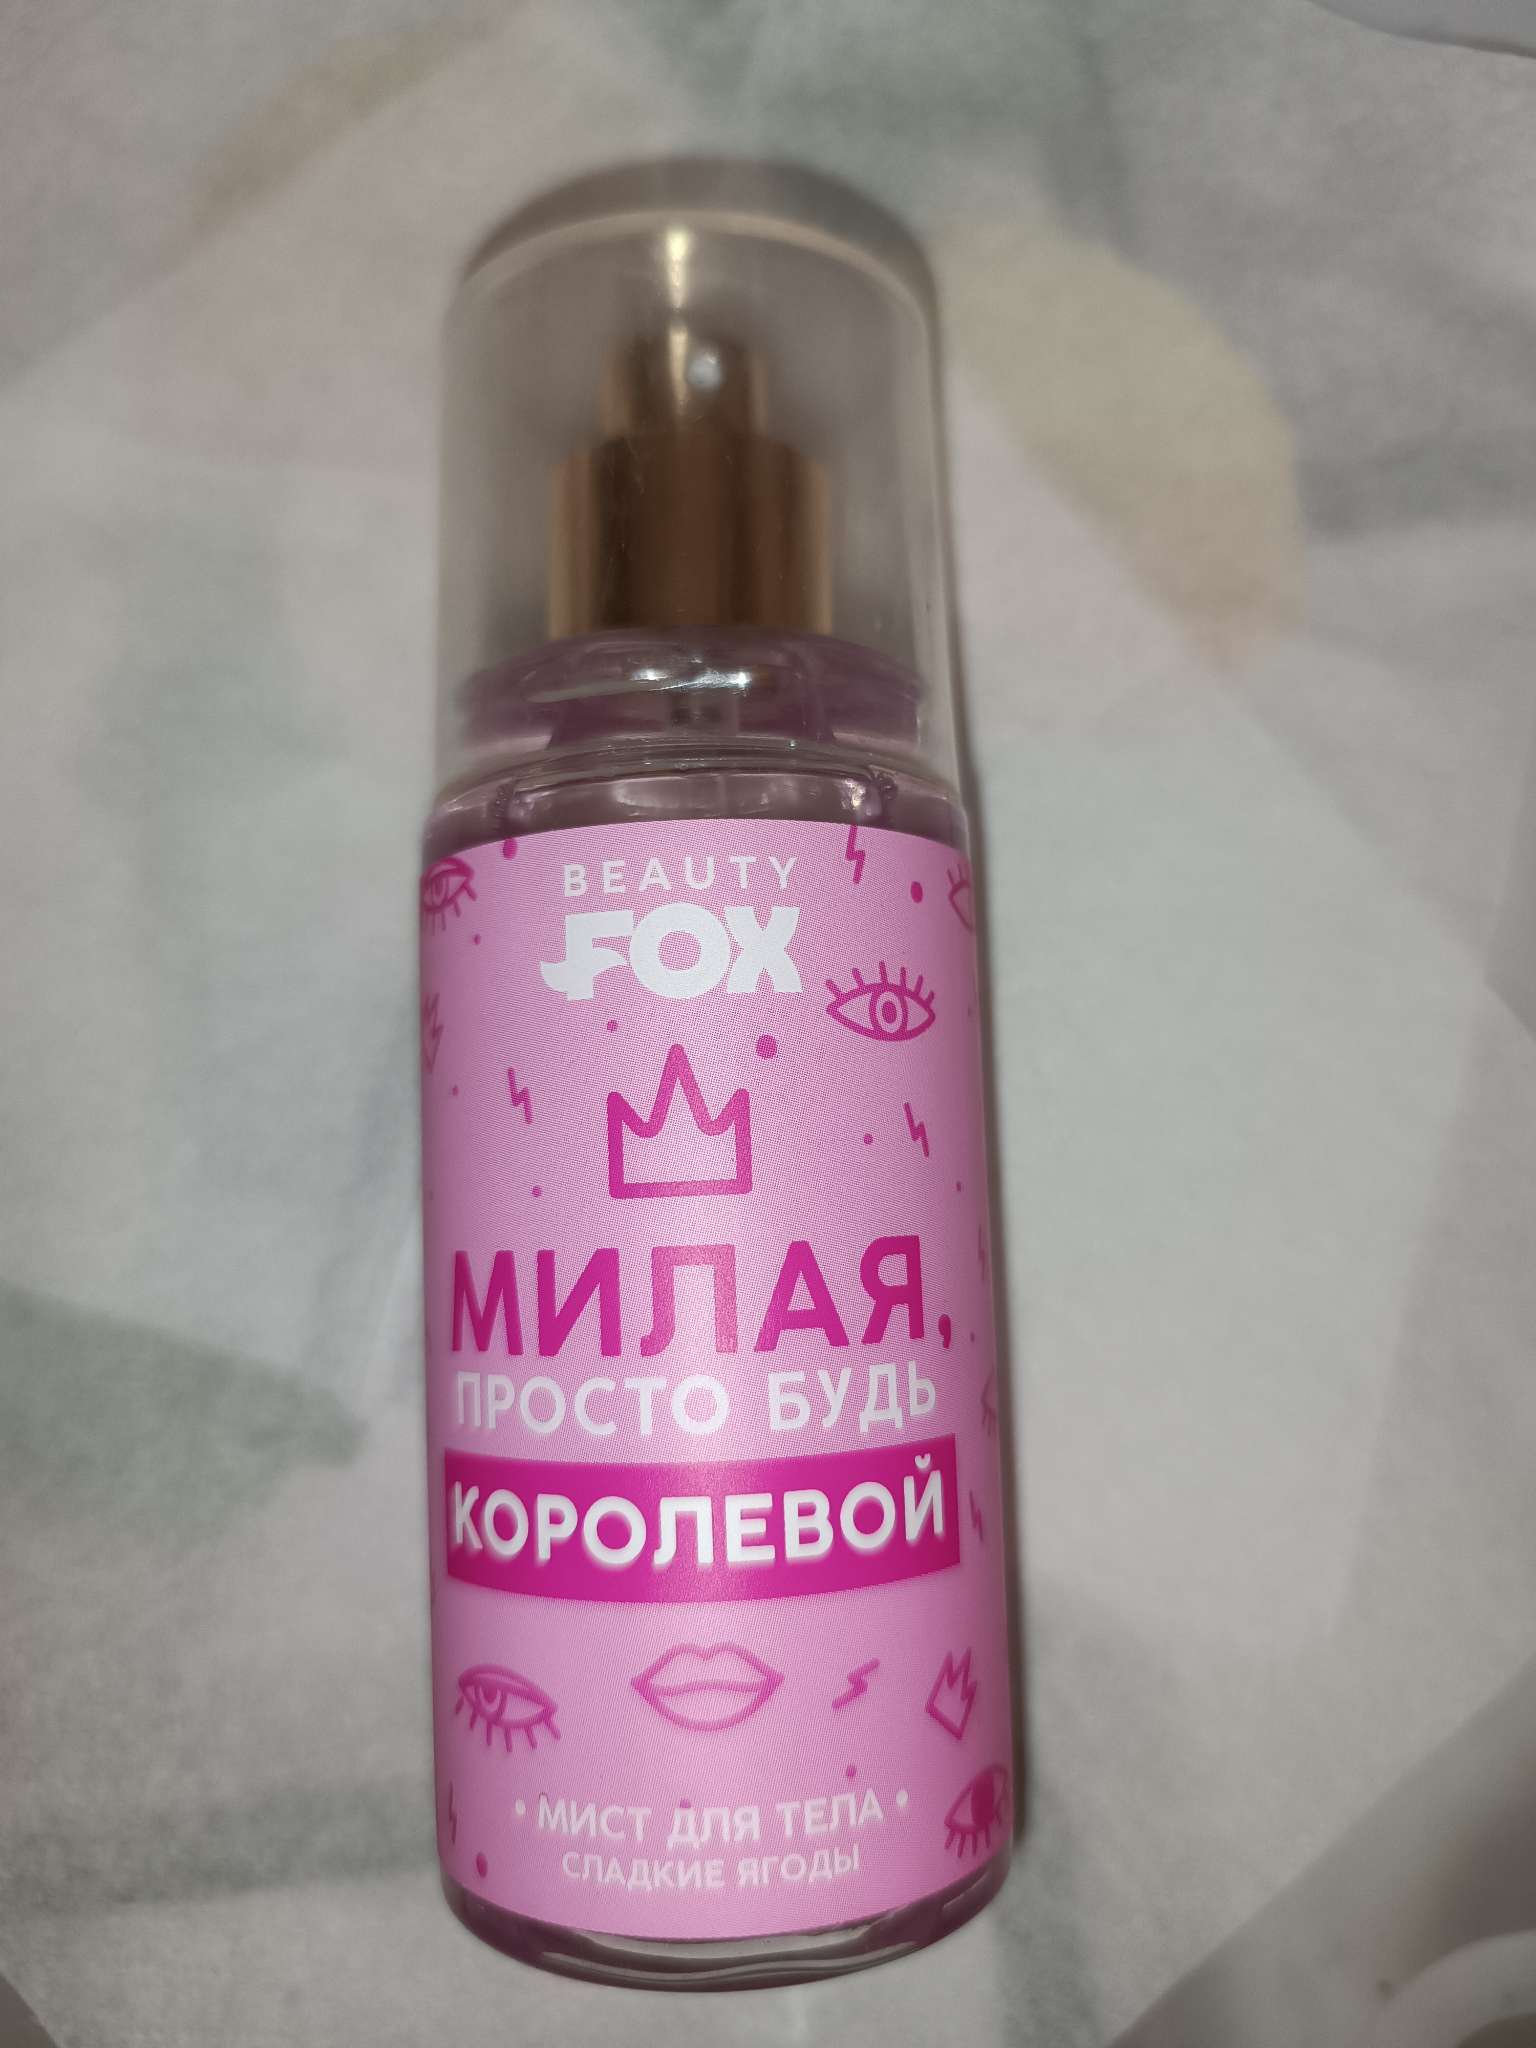 BEAUTY
FOX
МИЛАЯ,
ПРОСТО БУДЬ
КОРОЛЕВОЙ
• МИСТ ДЛЯ ТЕЛА •
СЛАДКИЕ ЯГОДЫ